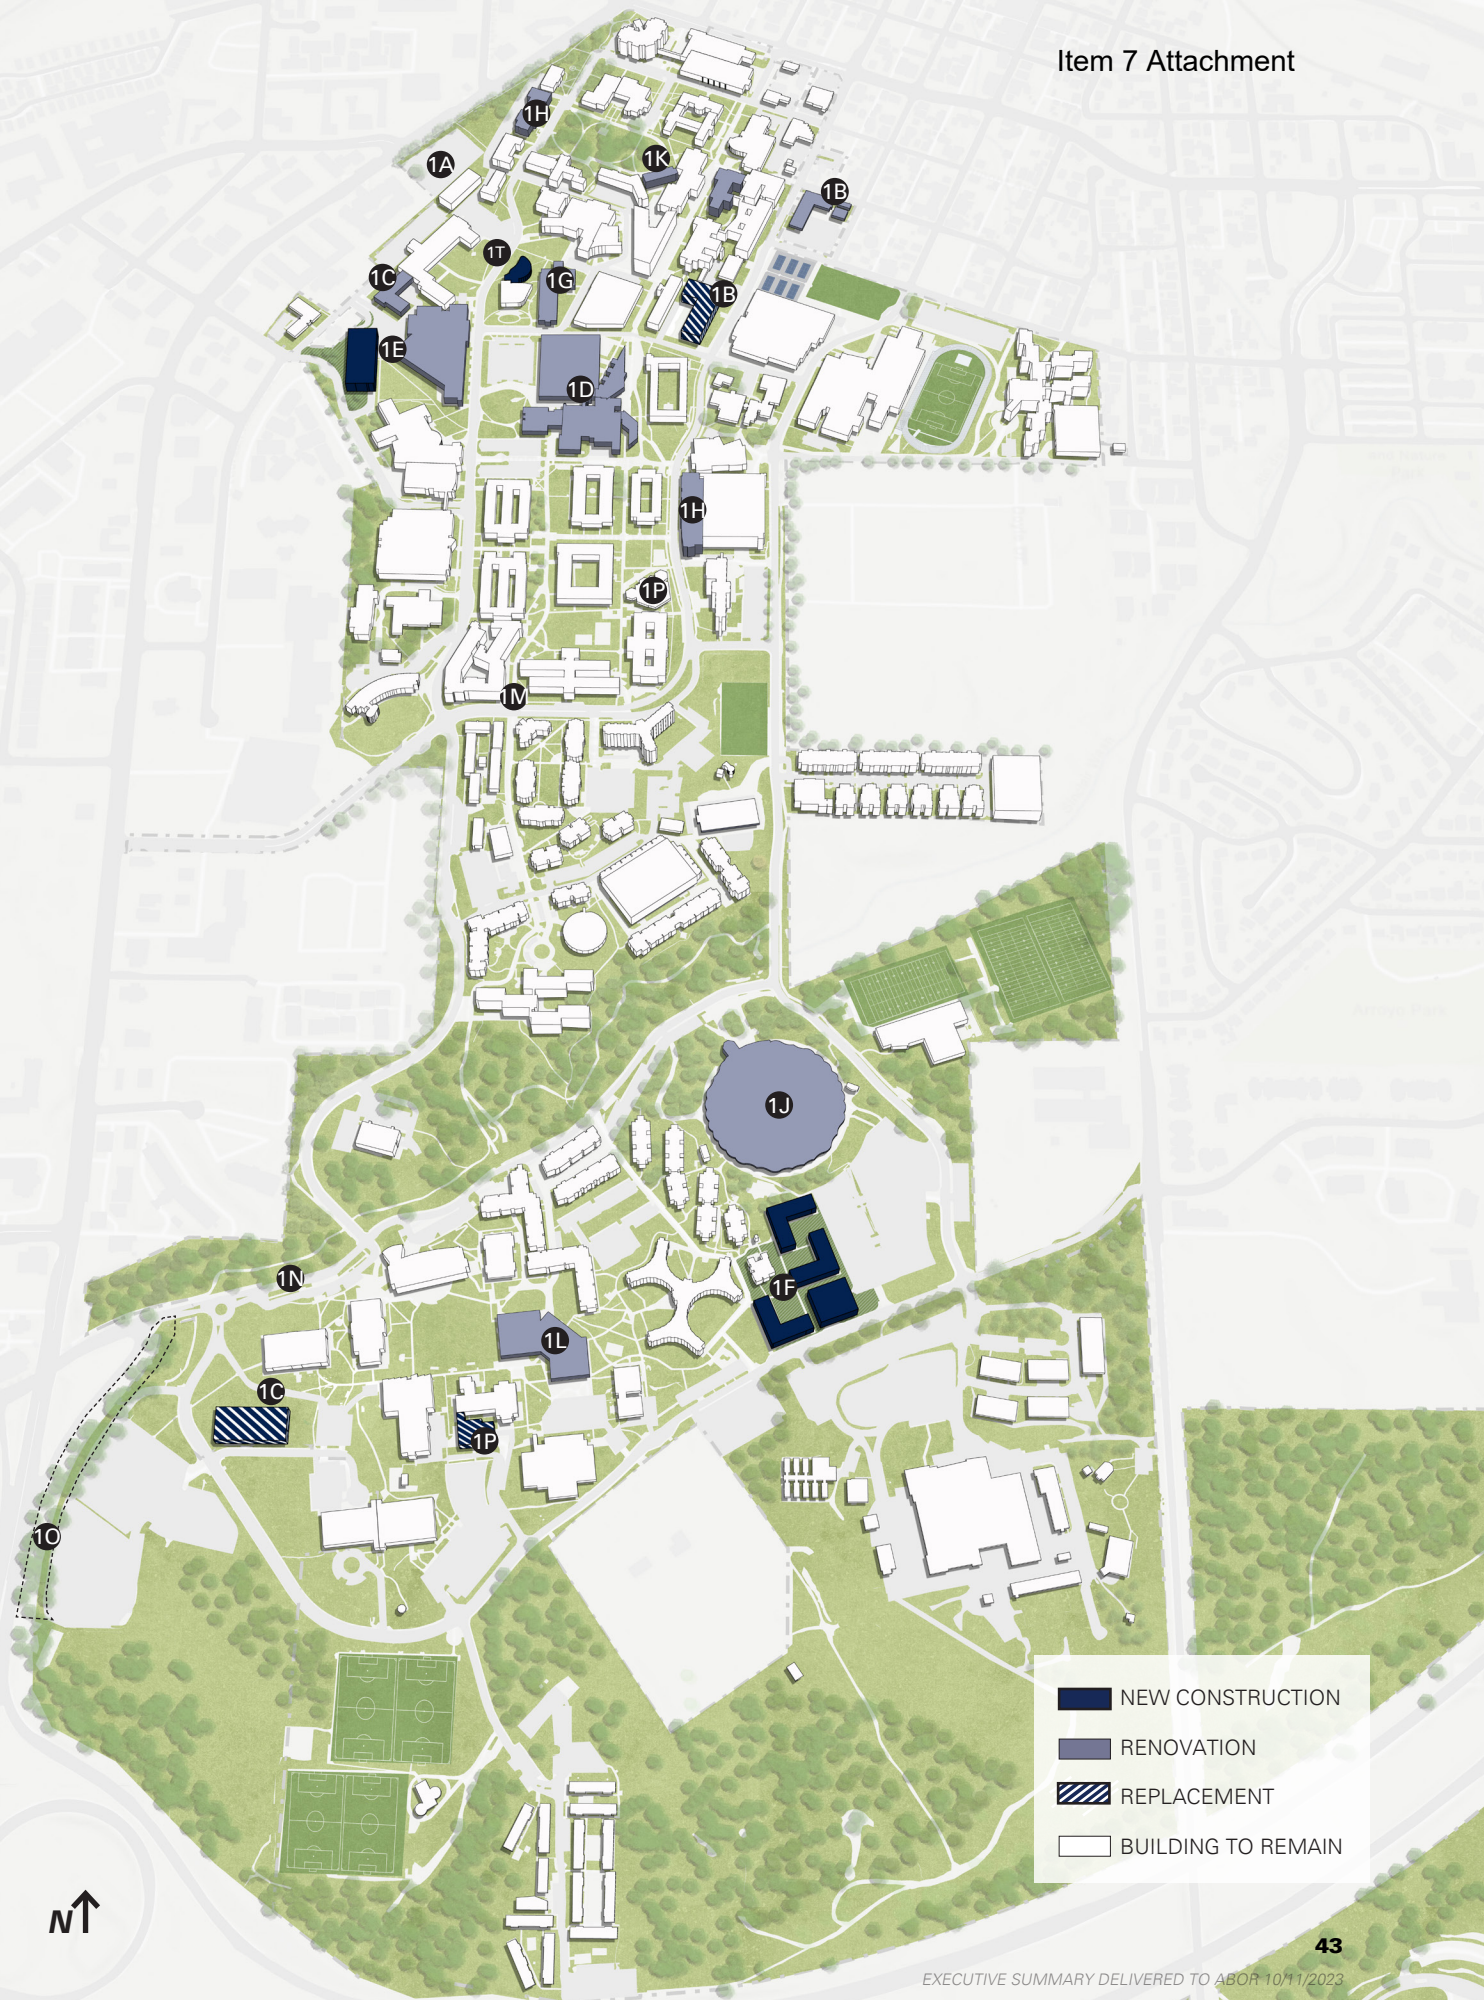 Item 7 Attachment
1H
1A
1K
1B
1T
1C
1G
1B
1E
1D
1H
1P
1M
1J
1N
1F
1L
1C
1P
1O
NEW CONSTRUCTION
RENOVATION
REPLACEMENT
BUILDING TO REMAIN
N
43
EXECUTIVE SUMMARY DELIVERED TO ABOR 10/11/2023